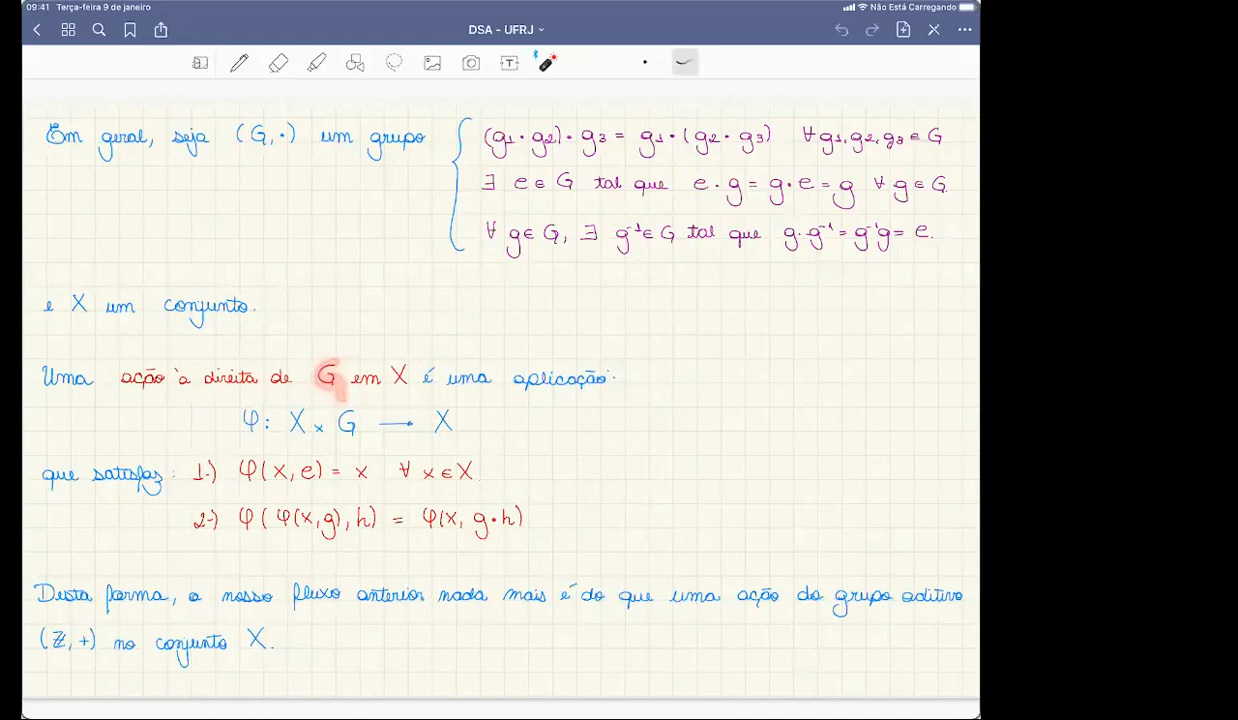 09:41 Terça-feira 9 de janeiro
Não Está Carregando
DSA - UFRJ
Em geral, seja (G, ·) um grupo
(g1 · g2) · g3 = g1 · (g2 · g3) ∀ g1, g2, g3 ∈ G
∃ e ∈ G tal que e · g = g · e = g ∀ g ∈ G.
∀ g ∈ G, ∃ g⁻¹ ∈ G tal que g · g⁻¹ = g⁻¹g = e.
e X um conjunto.
Uma ação à direita de G em X é uma aplicação:
φ: X × G → X
que satisfaz: 1-) φ(x, e) = x ∀ x ∈ X.
2-) φ( φ(x, g), h) = φ(x, g · h)
Desta forma, o nosso fluxo anterior nada mais é do que uma ação do grupo aditivo
(ℤ, +) no conjunto X.